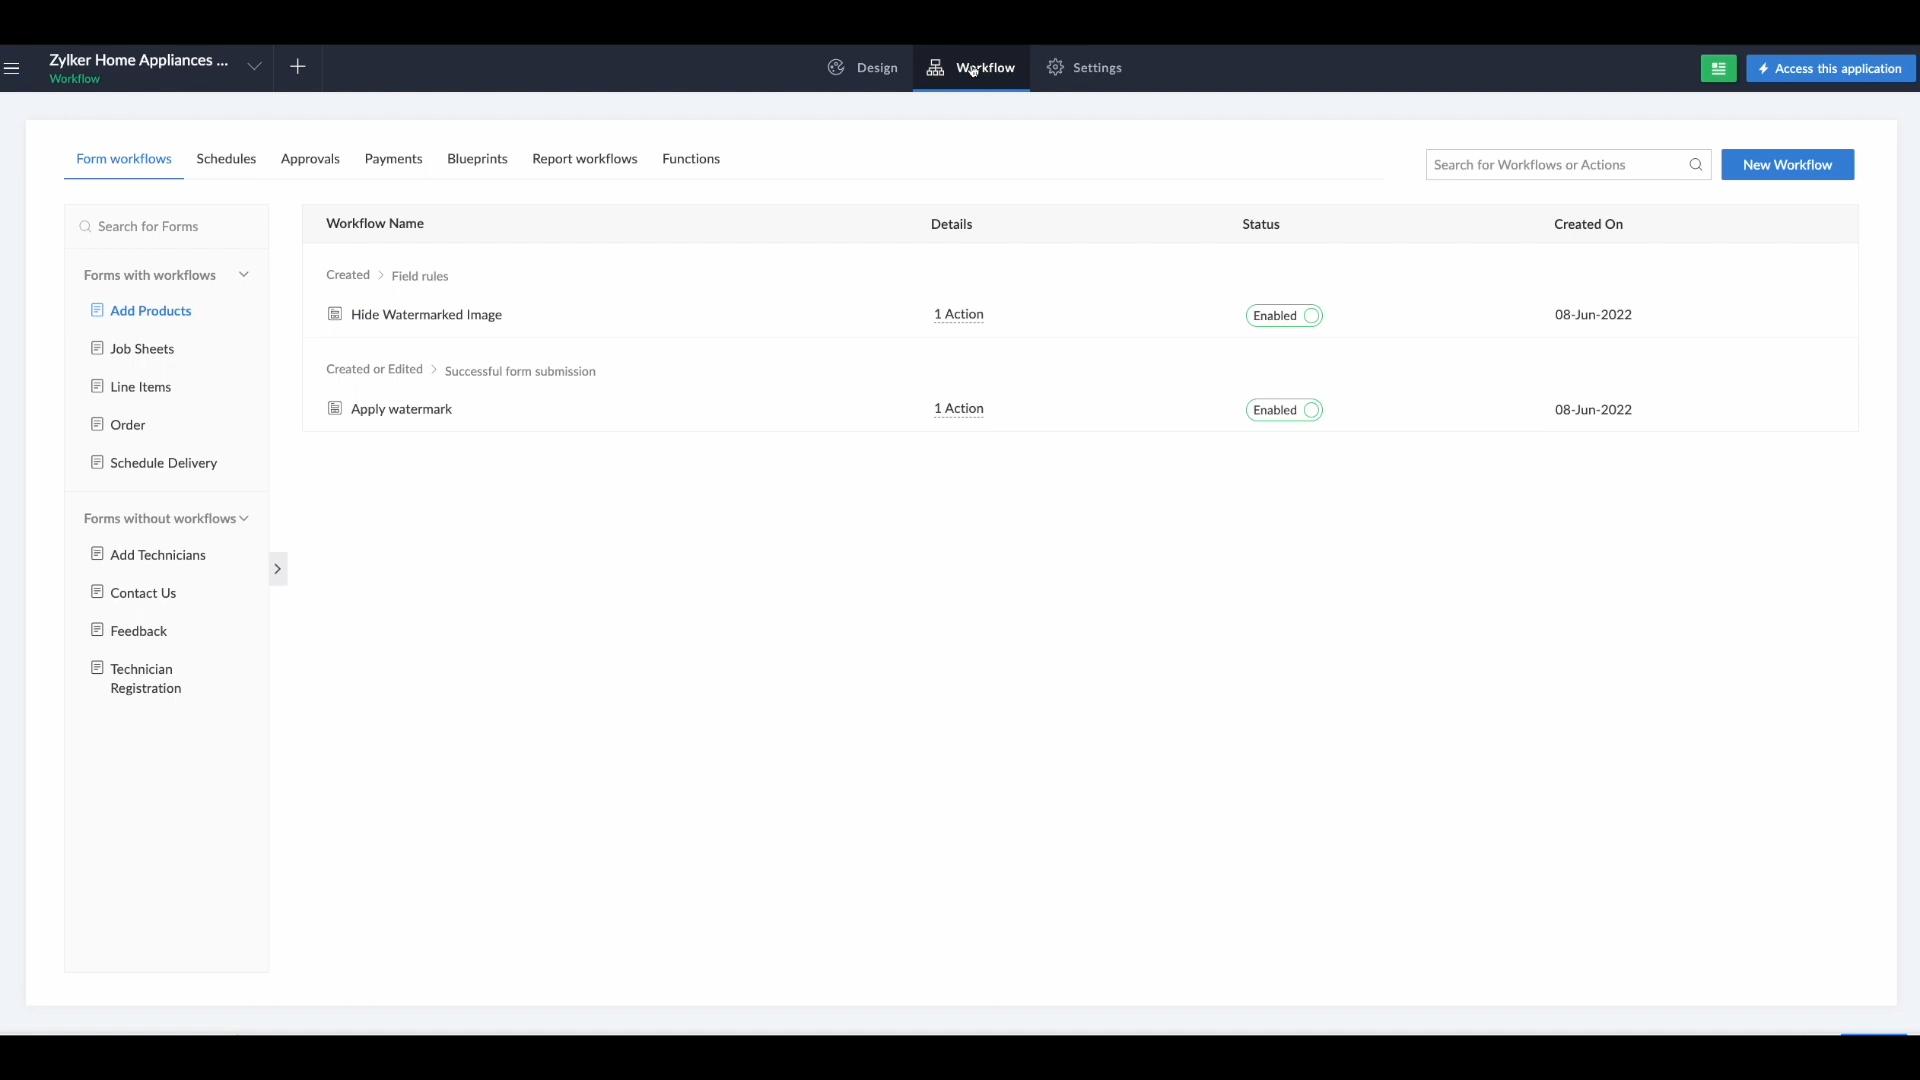 Zylker Home Appliances ...
Workflow
Design
Workflow
Settings
Access this application
Form workflows
Schedules
Approvals
Payments
Blueprints
Report workflows
Functions
Search for Workflows or Actions
New Workflow
Search for Forms
Forms with workflows
Add Products
Job Sheets
Line Items
Order
Schedule Delivery
Forms without workflows
Add Technicians
Contact Us
Feedback
Technician
Registration
Workflow Name
Details
Status
Created On
Created > Field rules
Hide Watermarked Image
1 Action
Enabled
08-Jun-2022
Created or Edited > Successful form submission
Apply watermark
1 Action
Enabled
08-Jun-2022